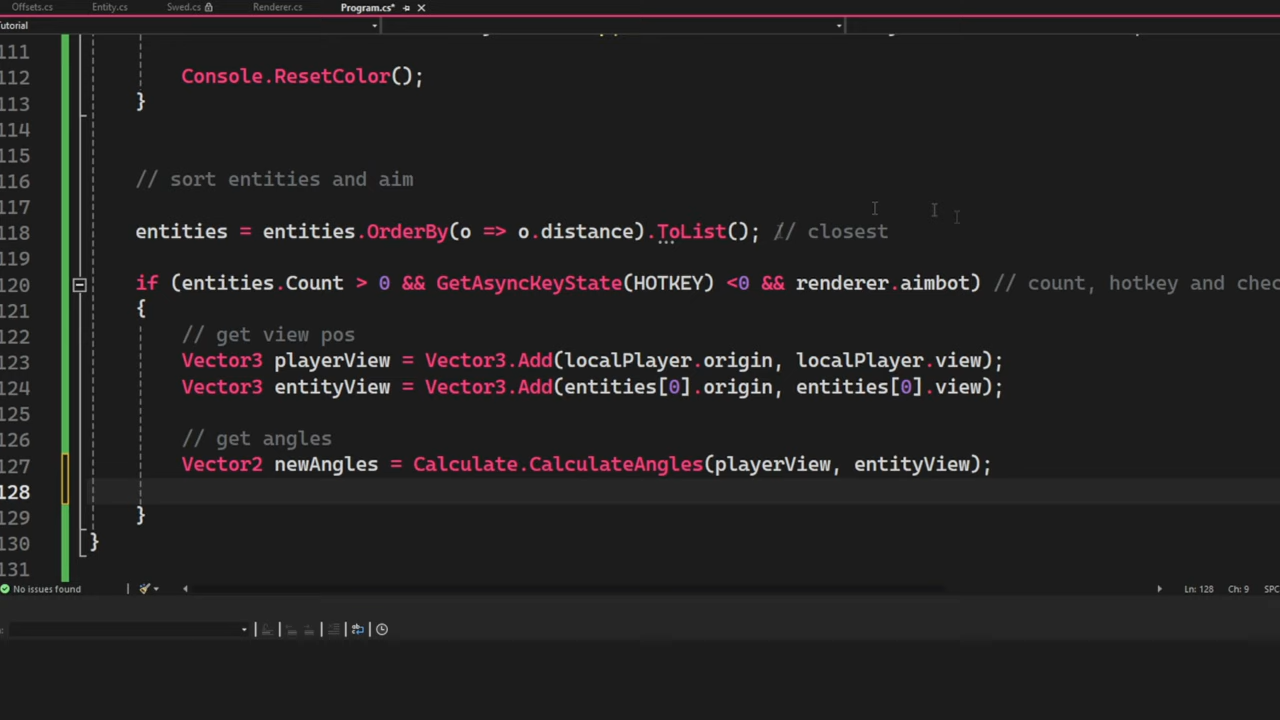 Offsets.cs Entity.cs Swed.cs Renderer.cs Program.cs*
Tutorial
111
112 Console.ResetColor();
113 }
114
115
116 // sort entities and aim
117
118 entities = entities.OrderBy(o => o.distance).ToList(); // closest
119
120 if (entities.Count > 0 && GetAsyncKeyState(HOTKEY) <0 && renderer.aimbot) // count, hotkey and chec
121 {
122 // get view pos
123 Vector3 playerView = Vector3.Add(localPlayer.origin, localPlayer.view);
124 Vector3 entityView = Vector3.Add(entities[0].origin, entities[0].view);
125
126 // get angles
127 Vector2 newAngles = Calculate.CalculateAngles(playerView, entityView);
128
129 }
130 }
131
No issues found Ln: 128 Ch: 9 SPC